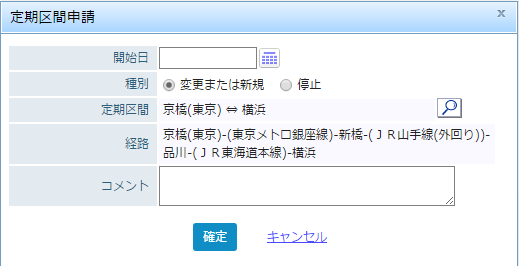 定期区間申請
x
開始日
種別 変更または新規 停止
定期区間 京橋(東京) ⇔ 横浜
経路 京橋(東京)-(東京メトロ銀座線)-新橋-(ＪＲ山手線(外回り))-
品川-(ＪＲ東海道本線)-横浜
コメント
確定 キャンセル